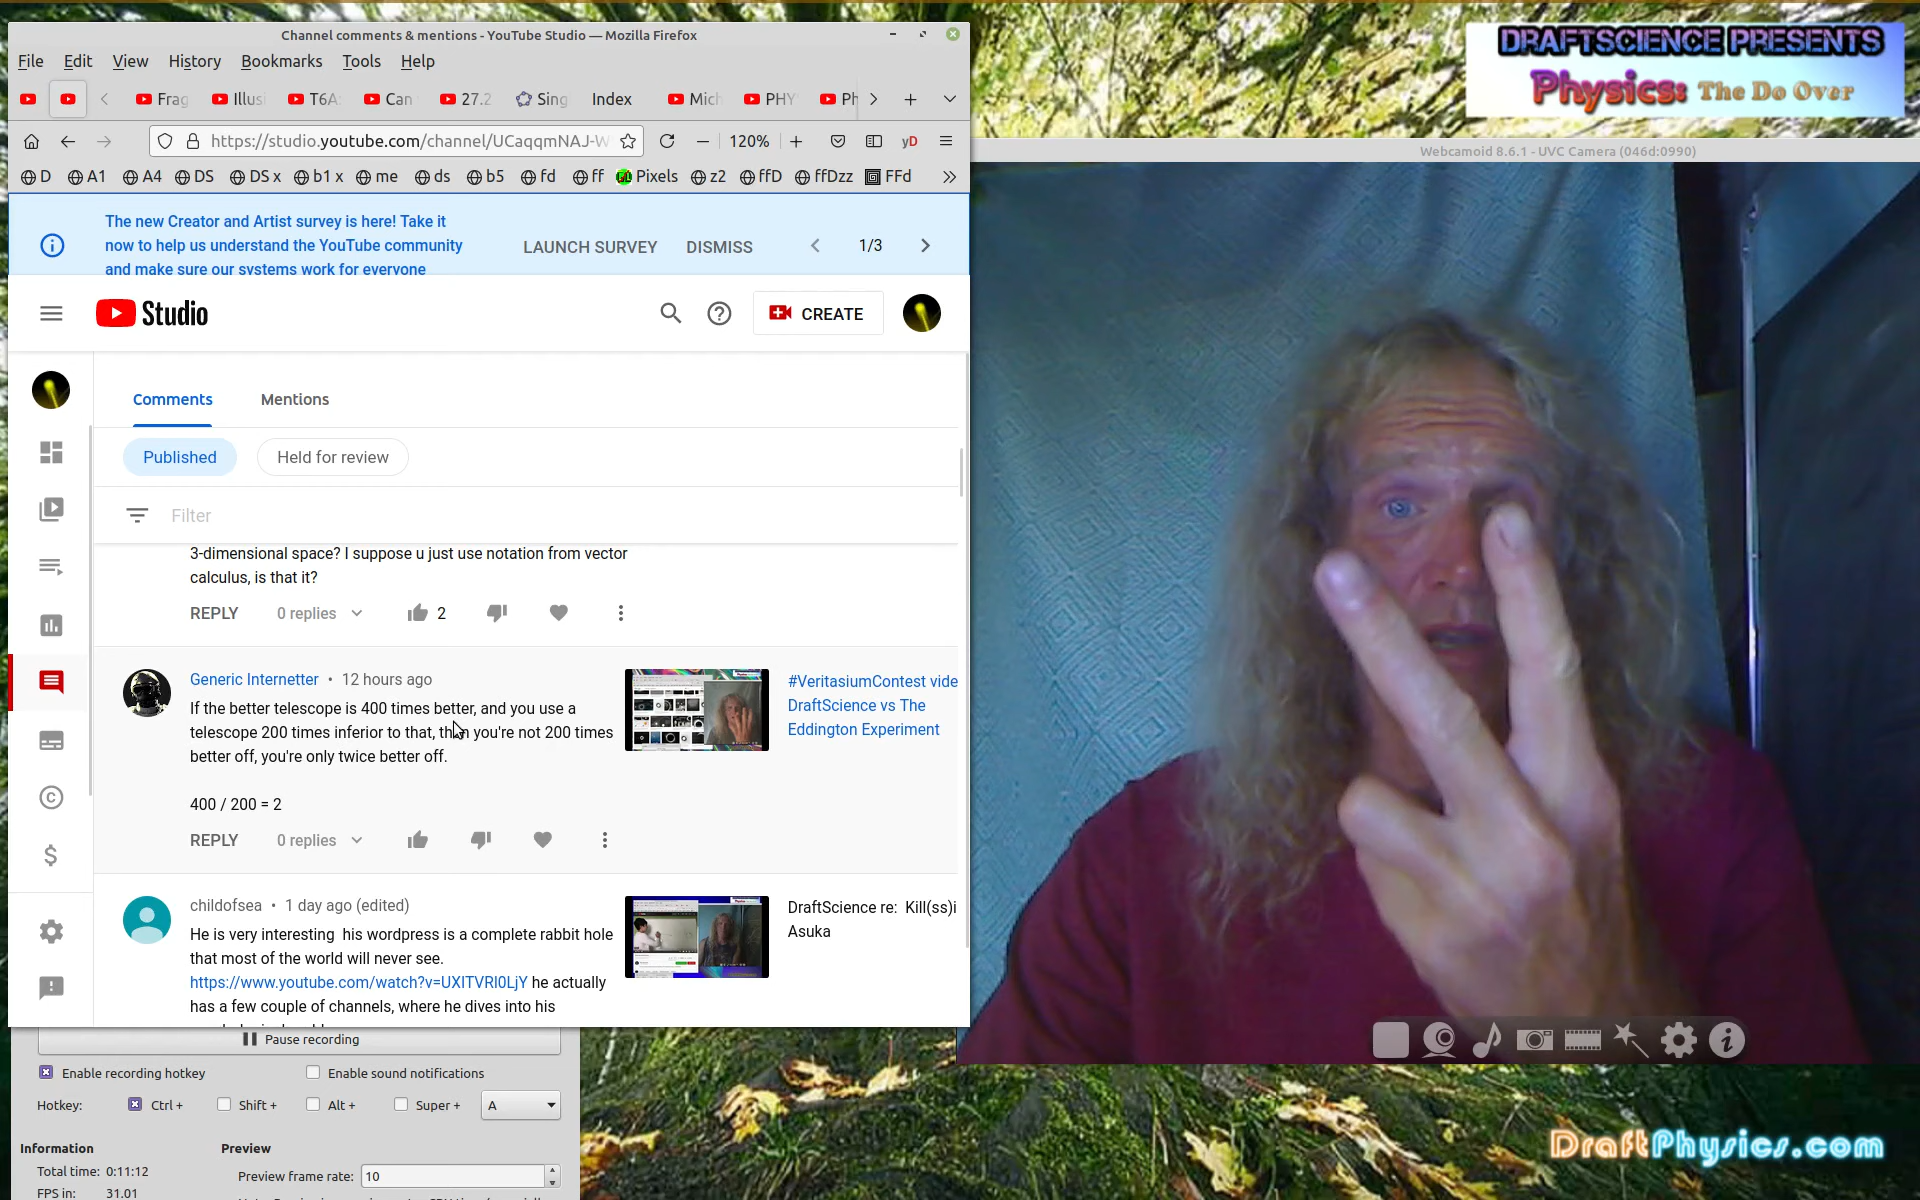 Channel comments & mentions - YouTube Studio — Mozilla Firefox
File Edit View History Bookmarks Tools Help
Frag Illus T6A: Can 27.2 Sing Index Mich PHY Ph
https://studio.youtube.com/channel/UCaqqmNAJ-W 120% yD
D A1 A4 DS DS x b1 x me ds b5 fd ff Pixels z2 ffD ffDzz FFd
The new Creator and Artist survey is here! Take it
now to help us understand the YouTube community
and make sure our systems work for everyone
LAUNCH SURVEY DISMISS 1/3
Studio CREATE
Comments Mentions
Published Held for review
Filter
3-dimensional space? I suppose u just use notation from vector
calculus, is that it?
REPLY 0 replies 2
Generic Internetter • 12 hours ago
If the better telescope is 400 times better, and you use a
telescope 200 times inferior to that, then you're not 200 times
better off, you're only twice better off.
400 / 200 = 2
REPLY 0 replies
#VeritasiumContest vide
DraftScience vs The
Eddington Experiment
childofsea • 1 day ago (edited)
He is very interesting his wordpress is a complete rabbit hole
that most of the world will never see.
https://www.youtube.com/watch?v=UXITVRI0LjY he actually
has a few couple of channels, where he dives into his
DraftScience re: Kill(ss)i
Asuka
Pause recording
Enable recording hotkey Enable sound notifications
Hotkey: Ctrl + Shift + Alt + Super + A
Information Preview
Total time: 0:11:12 Preview frame rate: 10
FPS in: 31.01
DRAFTSCIENCE PRESENTS
Physics: The Do Over
Webcamoid 8.6.1 - UVC Camera (046d:0990)
DraftPhysics.com